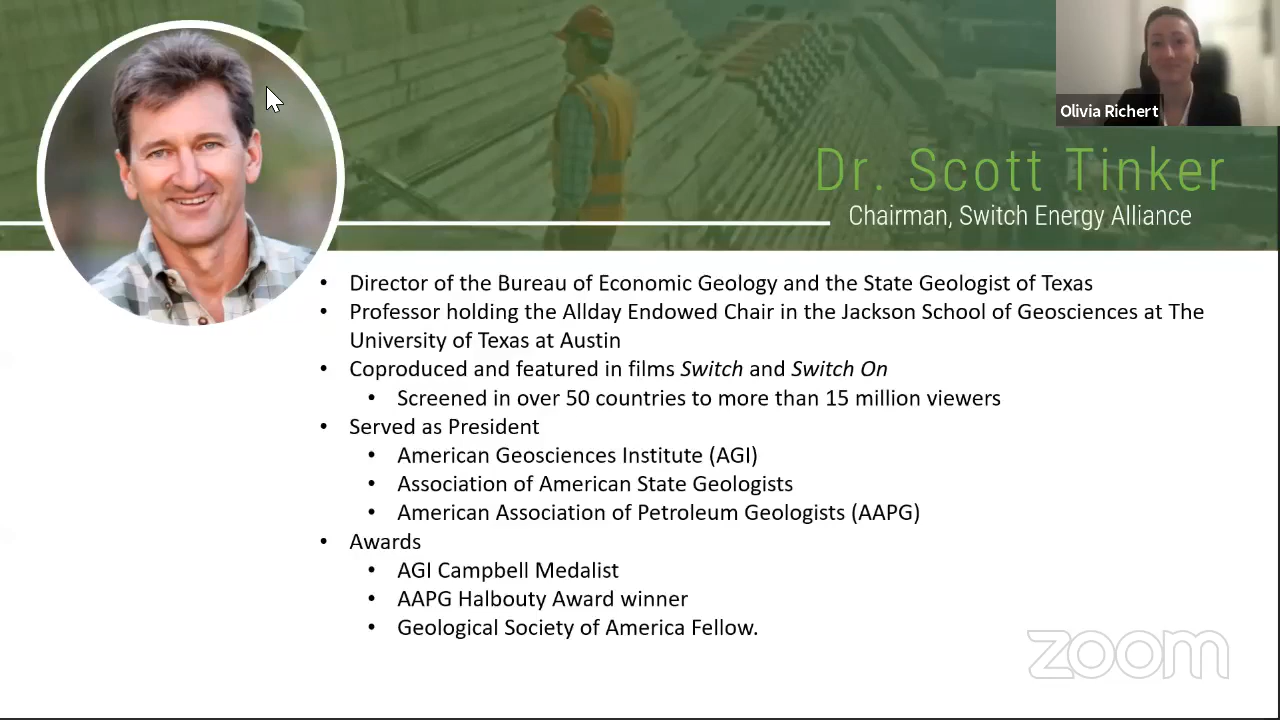 Olivia Richert
Dr. Scott Tinker
Chairman, Switch Energy Alliance
• Director of the Bureau of Economic Geology and the State Geologist of Texas
• Professor holding the Allday Endowed Chair in the Jackson School of Geosciences at The
University of Texas at Austin
• Coproduced and featured in films Switch and Switch On
• Screened in over 50 countries to more than 15 million viewers
• Served as President
• American Geosciences Institute (AGI)
• Association of American State Geologists
• American Association of Petroleum Geologists (AAPG)
• Awards
• AGI Campbell Medalist
• AAPG Halbouty Award winner
• Geological Society of America Fellow.
zoom